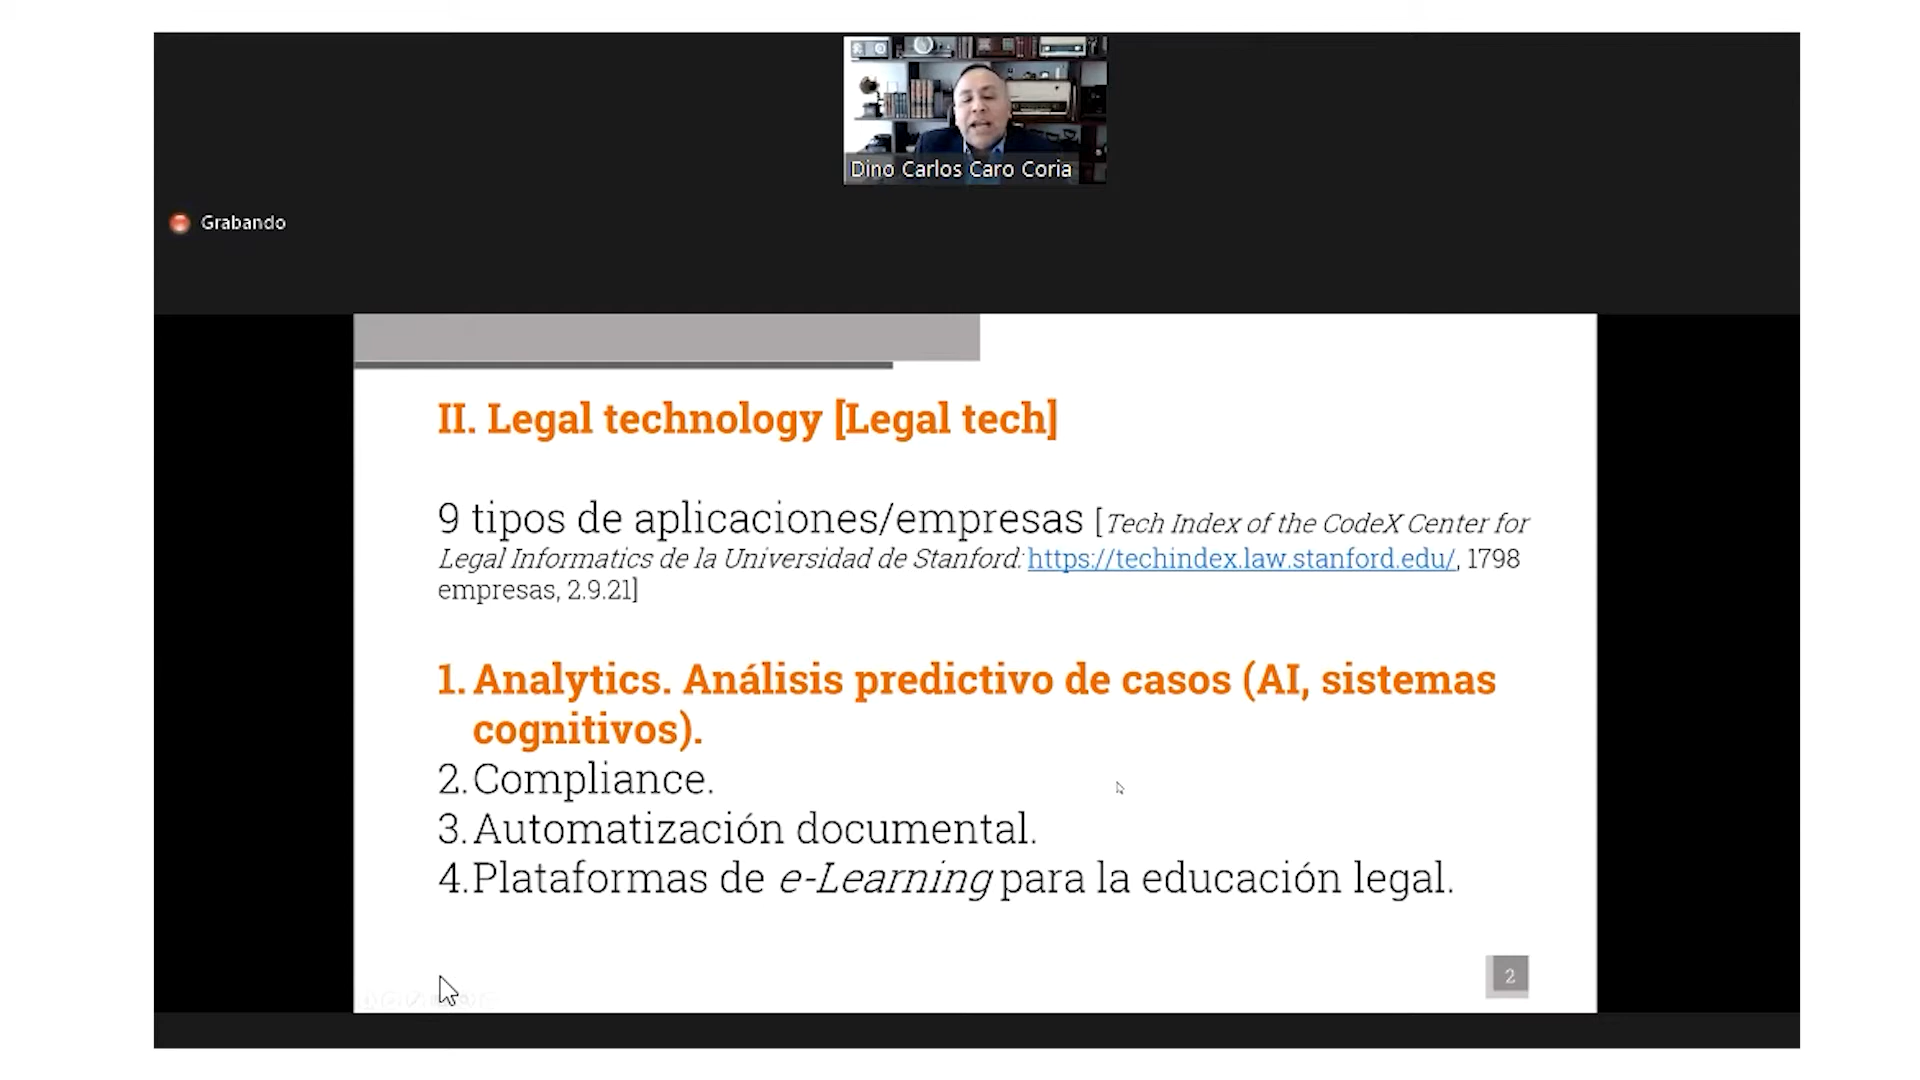 Dino Carlos Caro Coria
Grabando
II. Legal technology [Legal tech]
9 tipos de aplicaciones/empresas [Tech Index of the CodeX Center for
Legal Informatics de la Universidad de Stanford: https://techindex.law.stanford.edu/, 1798
empresas, 2.9.21]
1. Analytics. Análisis predictivo de casos (AI, sistemas
cognitivos).
2. Compliance.
3. Automatización documental.
4. Plataformas de e-Learning para la educación legal.
2